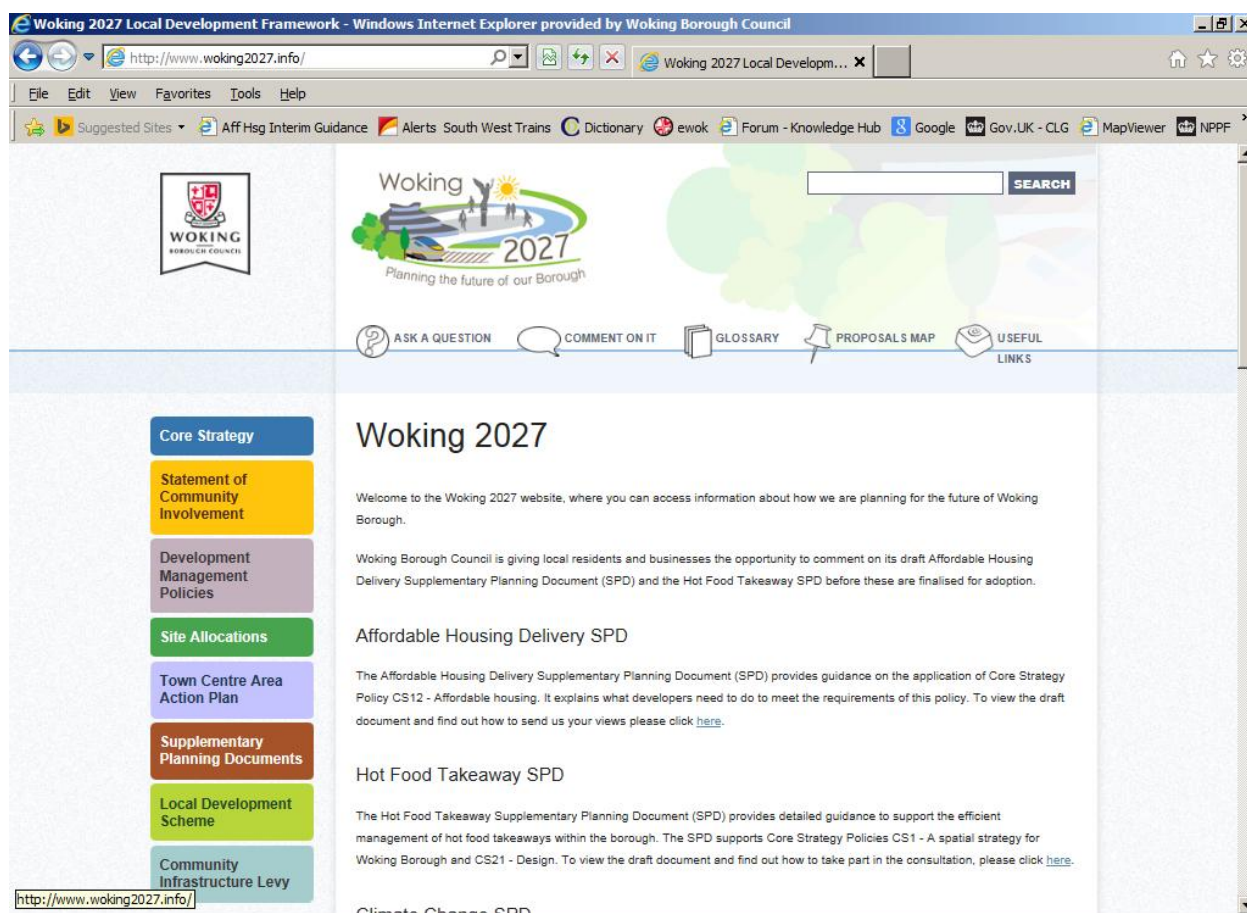 Woking 2027 Local Development Framework - Windows Internet Explorer provided by Woking Borough Council
http://www.woking2027.info/
Woking 2027 Local Developm...
File Edit View Favorites Tools Help
Suggested Sites Aff Hsg Interim Guidance Alerts South West Trains Dictionary ewok Forum - Knowledge Hub Google Gov.UK - CLG MapViewer NPPF
WOKING
BOROUGH COUNCIL
Woking
2027
Planning the future of our Borough
SEARCH
ASK A QUESTION COMMENT ON IT GLOSSARY PROPOSALS MAP USEFUL
LINKS
Core Strategy
Statement of
Community
Involvement
Development
Management
Policies
Site Allocations
Town Centre Area
Action Plan
Supplementary
Planning Documents
Local Development
Scheme
Community
Infrastructure Levy
Woking 2027
Welcome to the Woking 2027 website, where you can access information about how we are planning for the future of Woking
Borough.
Woking Borough Council is giving local residents and businesses the opportunity to comment on its draft Affordable Housing
Delivery Supplementary Planning Document (SPD) and the Hot Food Takeaway SPD before these are finalised for adoption.
Affordable Housing Delivery SPD
The Affordable Housing Delivery Supplementary Planning Document (SPD) provides guidance on the application of Core Strategy
Policy CS12 - Affordable housing. It explains what developers need to do to meet the requirements of this policy. To view the draft
document and find out how to send us your views please click here.
Hot Food Takeaway SPD
The Hot Food Takeaway Supplementary Planning Document (SPD) provides detailed guidance to support the efficient
management of hot food takeaways within the borough. The SPD supports Core Strategy Policies CS1 - A spatial strategy for
Woking Borough and CS21 - Design. To view the draft document and find out how to take part in the consultation, please click here.
Climate Change SPD
http://www.woking2027.info/